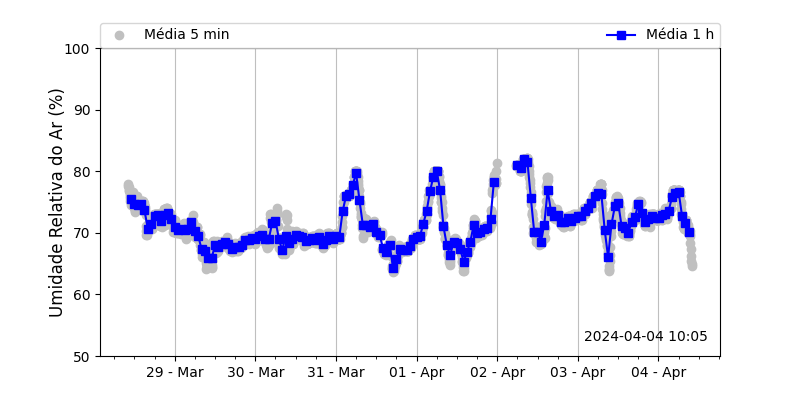 Média 5 min
Média 1 h
Umidade Relativa do Ar (%)
100
90
80
70
60
50
2024-04-04 10:05
29 - Mar
30 - Mar
31 - Mar
01 - Apr
02 - Apr
03 - Apr
04 - Apr